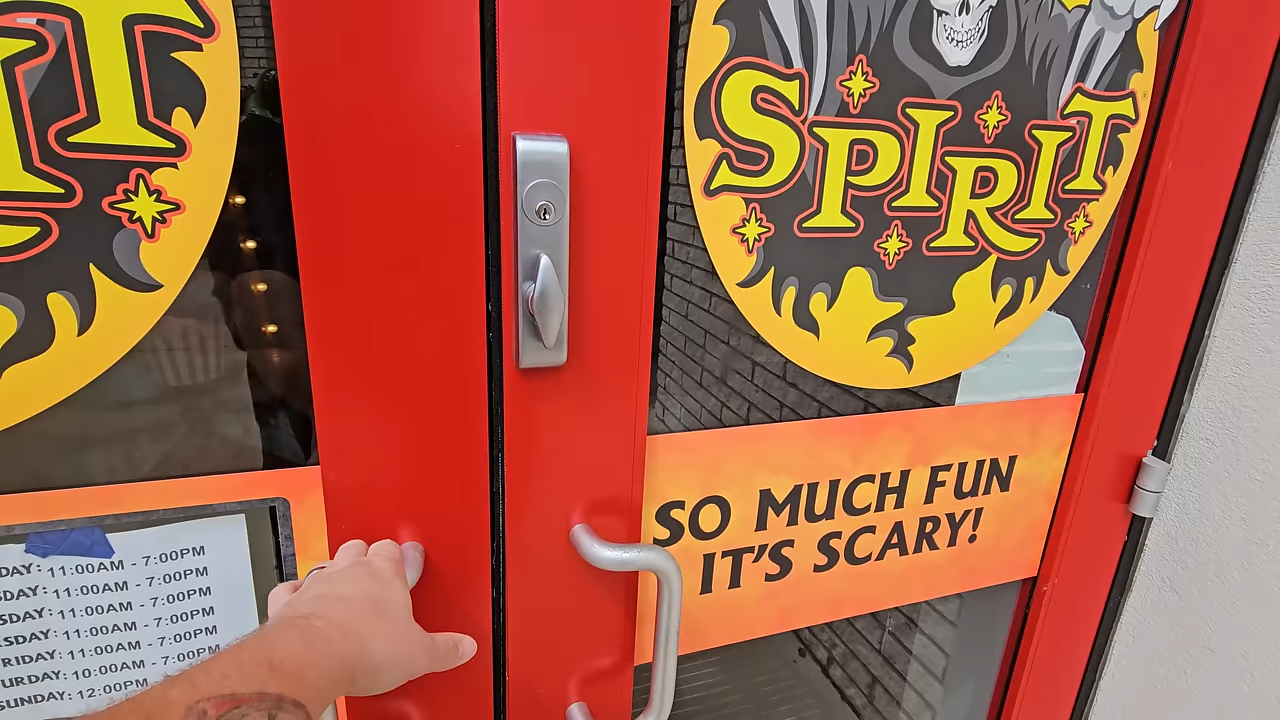 IT
SPIRIT
SO MUCH FUN
IT'S SCARY!
DAY: 11:00AM - 7:00PM
SDAY: 11:00AM - 7:00PM
SDAY: 11:00AM - 7:00PM
RSDAY: 11:00AM - 7:00PM
RIDAY: 11:00AM - 7:00PM
URDAY: 10:00AM - 7:00PM
SUNDAY: 12:00PM